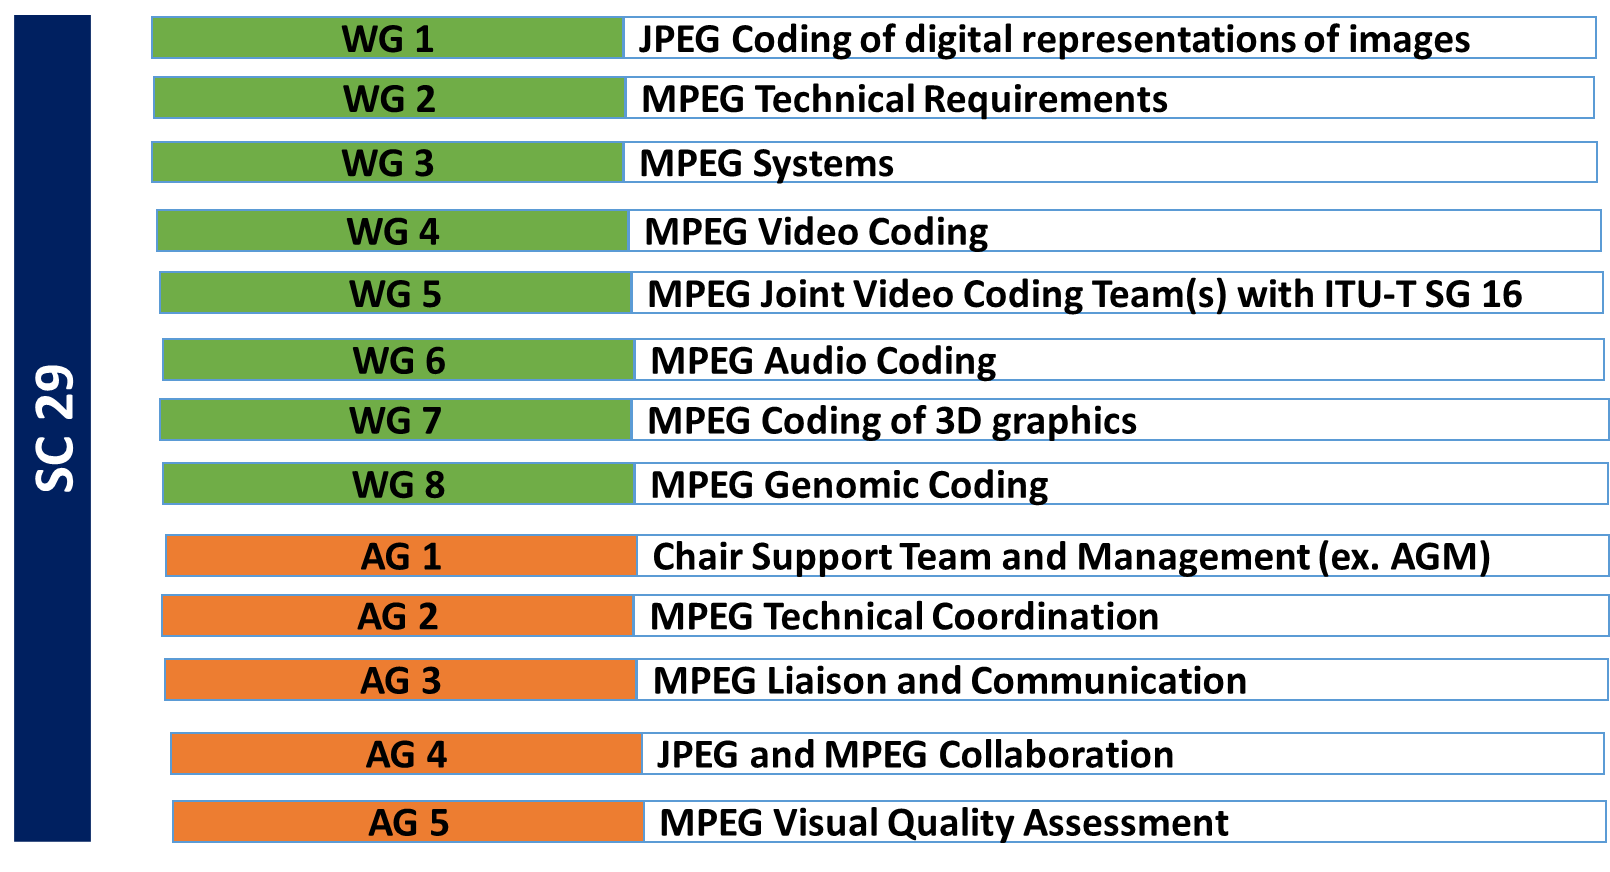 SC 29
WG 1 JPEG Coding of digital representations of images
WG 2 MPEG Technical Requirements
WG 3 MPEG Systems
WG 4 MPEG Video Coding
WG 5 MPEG Joint Video Coding Team(s) with ITU-T SG 16
WG 6 MPEG Audio Coding
WG 7 MPEG Coding of 3D graphics
WG 8 MPEG Genomic Coding
AG 1 Chair Support Team and Management (ex. AGM)
AG 2 MPEG Technical Coordination
AG 3 MPEG Liaison and Communication
AG 4 JPEG and MPEG Collaboration
AG 5 MPEG Visual Quality Assessment